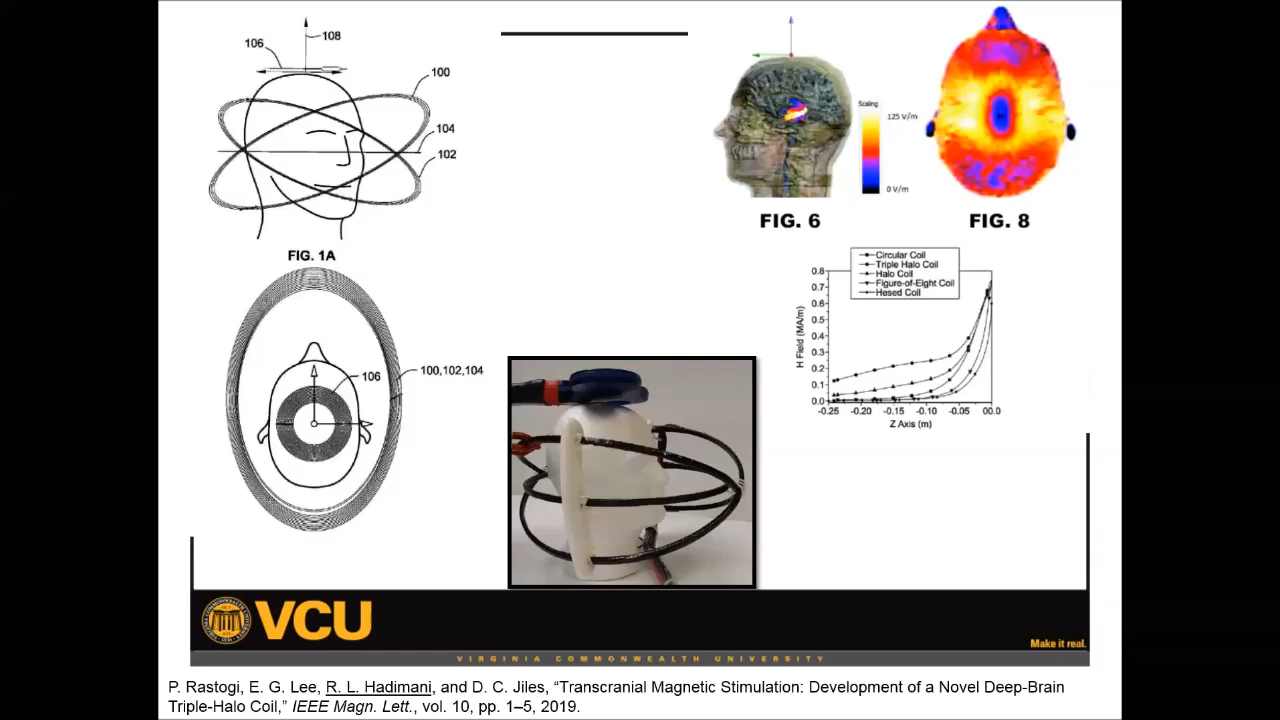 108
106
100
104
102
FIG. 1A
106
100,102,104
Scaling
125 V/m
0 V/m
FIG. 6
FIG. 8
Circular Coil
Triple Halo Coil
Halo Coil
Figure-of-Eight Coil
Hesed Coil
H Field (MA/m)
0.8
0.7
0.6
0.5
0.4
0.3
0.2
0.1
0.0
-0.25 -0.20 -0.15 -0.10 -0.05 00.0
Z Axis (m)
VCU
Make it real.
VIRGINIA COMMONWEALTH UNIVERSITY
P. Rastogi, E. G. Lee, R. L. Hadimani, and D. C. Jiles, “Transcranial Magnetic Stimulation: Development of a Novel Deep-Brain
Triple-Halo Coil,” IEEE Magn. Lett., vol. 10, pp. 1–5, 2019.